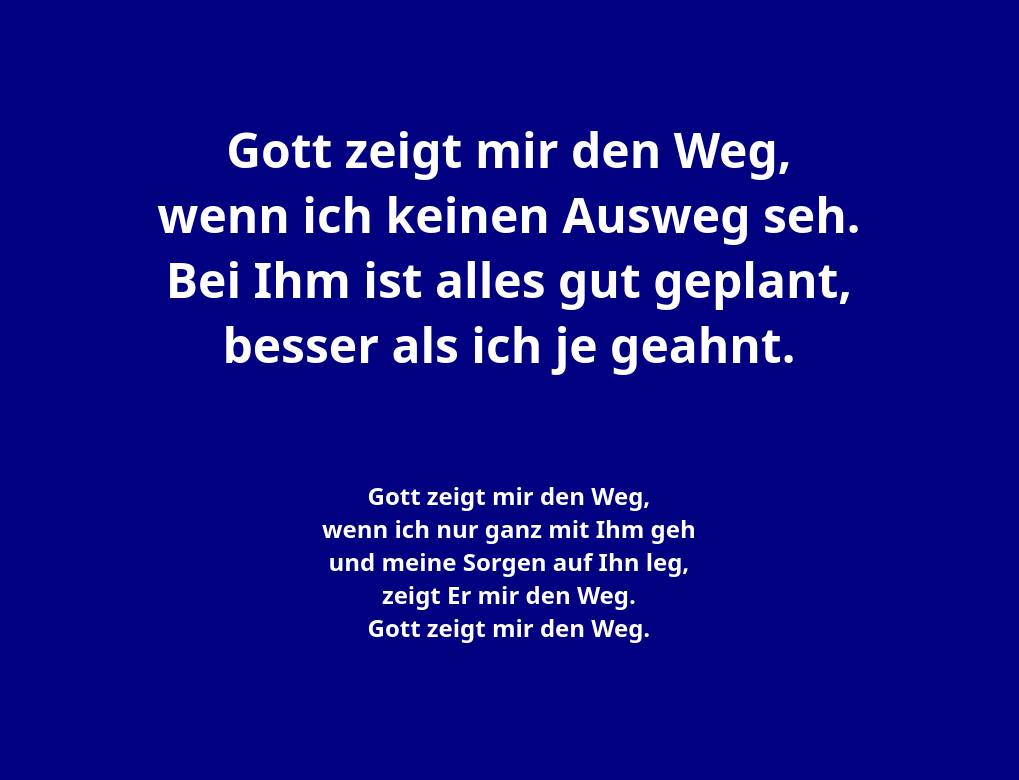 Gott zeigt mir den Weg,
wenn ich keinen Ausweg seh.
Bei Ihm ist alles gut geplant,
besser als ich je geahnt.
Gott zeigt mir den Weg,
wenn ich nur ganz mit Ihm geh
und meine Sorgen auf Ihn leg,
zeigt Er mir den Weg.
Gott zeigt mir den Weg.